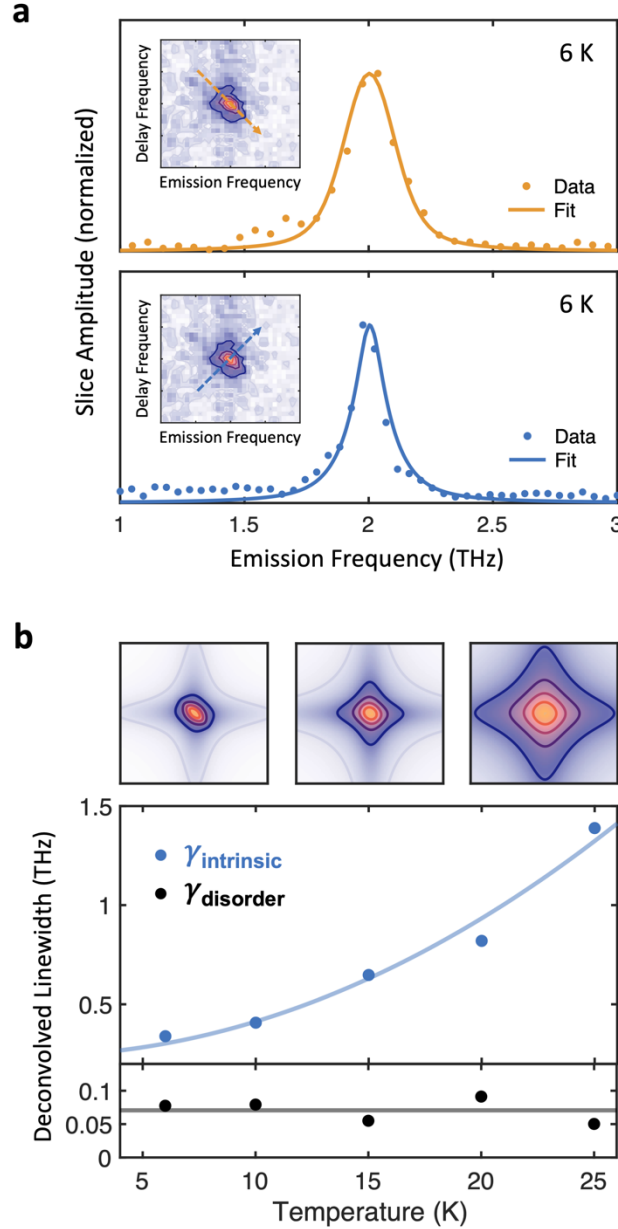 a
6 K
Delay Frequency
Emission Frequency
Data
Fit
Slice Amplitude (normalized)
6 K
Delay Frequency
Emission Frequency
Data
Fit
1 1.5 2 2.5 3
Emission Frequency (THz)
b
1.5
1
0.5
γintrinsic
γdisorder
Deconvolved Linewidth (THz)
0.1
0.05
0
5 10 15 20 25
Temperature (K)